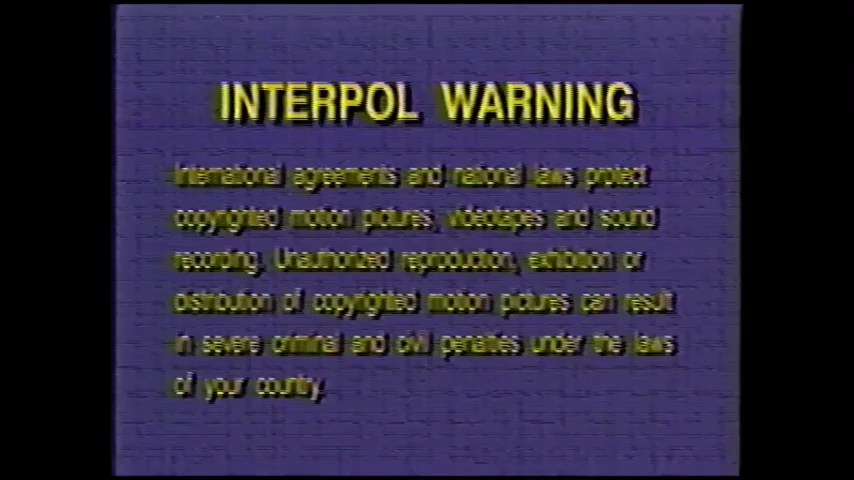 INTERPOL WARNING
International agreements and national laws protect
copyrighted motion pictures, videotapes and sound
recording. Unauthorized reproduction, exhibition or
distribution of copyrighted motion pictures can result
in severe criminal and civil penalties under the laws
of your country.